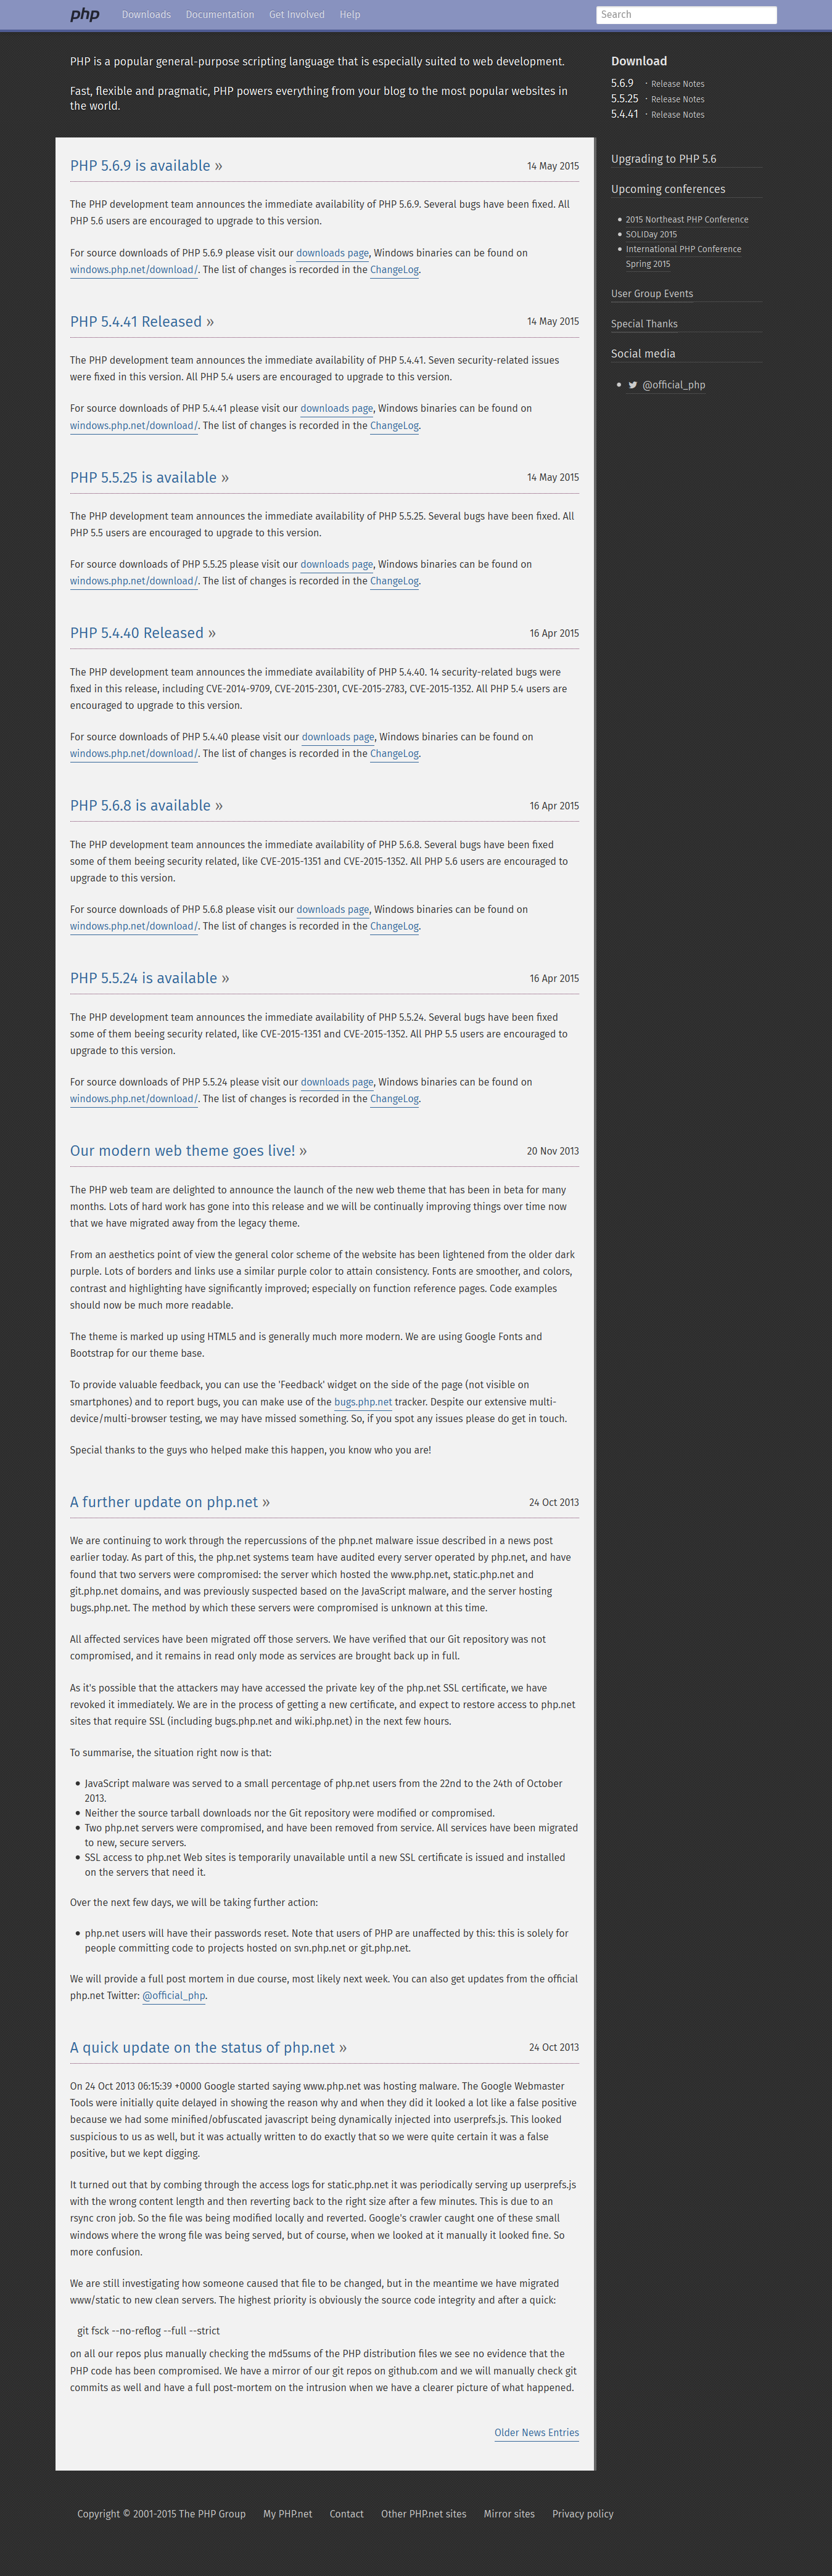 php
Downloads
Documentation
Get Involved
Help
Search
PHP is a popular general-purpose scripting language that is especially suited to web development.
Fast, flexible and pragmatic, PHP powers everything from your blog to the most popular websites in
the world.
Download
5.6.9 · Release Notes
5.5.25 · Release Notes
5.4.41 · Release Notes
PHP 5.6.9 is available »
14 May 2015
The PHP development team announces the immediate availability of PHP 5.6.9. Several bugs have been fixed. All
PHP 5.6 users are encouraged to upgrade to this version.
For source downloads of PHP 5.6.9 please visit our downloads page, Windows binaries can be found on
windows.php.net/download/. The list of changes is recorded in the ChangeLog.
PHP 5.4.41 Released »
14 May 2015
The PHP development team announces the immediate availability of PHP 5.4.41. Seven security-related issues
were fixed in this version. All PHP 5.4 users are encouraged to upgrade to this version.
For source downloads of PHP 5.4.41 please visit our downloads page, Windows binaries can be found on
windows.php.net/download/. The list of changes is recorded in the ChangeLog.
PHP 5.5.25 is available »
14 May 2015
The PHP development team announces the immediate availability of PHP 5.5.25. Several bugs have been fixed. All
PHP 5.5 users are encouraged to upgrade to this version.
For source downloads of PHP 5.5.25 please visit our downloads page, Windows binaries can be found on
windows.php.net/download/. The list of changes is recorded in the ChangeLog.
PHP 5.4.40 Released »
16 Apr 2015
The PHP development team announces the immediate availability of PHP 5.4.40. 14 security-related bugs were
fixed in this release, including CVE-2014-9709, CVE-2015-2301, CVE-2015-2783, CVE-2015-1352. All PHP 5.4 users are
encouraged to upgrade to this version.
For source downloads of PHP 5.4.40 please visit our downloads page, Windows binaries can be found on
windows.php.net/download/. The list of changes is recorded in the ChangeLog.
PHP 5.6.8 is available »
16 Apr 2015
The PHP development team announces the immediate availability of PHP 5.6.8. Several bugs have been fixed
some of them beeing security related, like CVE-2015-1351 and CVE-2015-1352. All PHP 5.6 users are encouraged to
upgrade to this version.
For source downloads of PHP 5.6.8 please visit our downloads page, Windows binaries can be found on
windows.php.net/download/. The list of changes is recorded in the ChangeLog.
PHP 5.5.24 is available »
16 Apr 2015
The PHP development team announces the immediate availability of PHP 5.5.24. Several bugs have been fixed
some of them beeing security related, like CVE-2015-1351 and CVE-2015-1352. All PHP 5.5 users are encouraged to
upgrade to this version.
For source downloads of PHP 5.5.24 please visit our downloads page, Windows binaries can be found on
windows.php.net/download/. The list of changes is recorded in the ChangeLog.
Our modern web theme goes live! »
20 Nov 2013
The PHP web team are delighted to announce the launch of the new web theme that has been in beta for many
months. Lots of hard work has gone into this release and we will be continually improving things over time now
that we have migrated away from the legacy theme.
From an aesthetics point of view the general color scheme of the website has been lightened from the older dark
purple. Lots of borders and links use a similar purple color to attain consistency. Fonts are smoother, and colors,
contrast and highlighting have significantly improved; especially on function reference pages. Code examples
should now be much more readable.
The theme is marked up using HTML5 and is generally much more modern. We are using Google Fonts and
Bootstrap for our theme base.
To provide valuable feedback, you can use the 'Feedback' widget on the side of the page (not visible on
smartphones) and to report bugs, you can make use of the bugs.php.net tracker. Despite our extensive multi-
device/multi-browser testing, we may have missed something. So, if you spot any issues please do get in touch.
Special thanks to the guys who helped make this happen, you know who you are!
A further update on php.net »
24 Oct 2013
We are continuing to work through the repercussions of the php.net malware issue described in a news post
earlier today. As part of this, the php.net systems team have audited every server operated by php.net, and have
found that two servers were compromised: the server which hosted the www.php.net, static.php.net and
git.php.net domains, and was previously suspected based on the JavaScript malware, and the server hosting
bugs.php.net. The method by which these servers were compromised is unknown at this time.
All affected services have been migrated off those servers. We have verified that our Git repository was not
compromised, and it remains in read only mode as services are brought back up in full.
As it's possible that the attackers may have accessed the private key of the php.net SSL certificate, we have
revoked it immediately. We are in the process of getting a new certificate, and expect to restore access to php.net
sites that require SSL (including bugs.php.net and wiki.php.net) in the next few hours.
To summarise, the situation right now is that:
• JavaScript malware was served to a small percentage of php.net users from the 22nd to the 24th of October
2013.
• Neither the source tarball downloads nor the Git repository were modified or compromised.
• Two php.net servers were compromised, and have been removed from service. All services have been migrated
to new, secure servers.
• SSL access to php.net Web sites is temporarily unavailable until a new SSL certificate is issued and installed
on the servers that need it.
Over the next few days, we will be taking further action:
• php.net users will have their passwords reset. Note that users of PHP are unaffected by this: this is solely for
people committing code to projects hosted on svn.php.net or git.php.net.
We will provide a full post mortem in due course, most likely next week. You can also get updates from the official
php.net Twitter: @official_php.
A quick update on the status of php.net »
24 Oct 2013
On 24 Oct 2013 06:15:39 +0000 Google started saying www.php.net was hosting malware. The Google Webmaster
Tools were initially quite delayed in showing the reason why and when they did it looked a lot like a false positive
because we had some minified/obfuscated javascript being dynamically injected into userprefs.js. This looked
suspicious to us as well, but it was actually written to do exactly that so we were quite certain it was a false
positive, but we kept digging.
It turned out that by combing through the access logs for static.php.net it was periodically serving up userprefs.js
with the wrong content length and then reverting back to the right size after a few minutes. This is due to an
rsync cron job. So the file was being modified locally and reverted. Google's crawler caught one of these small
windows where the wrong file was being served, but of course, when we looked at it manually it looked fine. So
more confusion.
We are still investigating how someone caused that file to be changed, but in the meantime we have migrated
www/static to new clean servers. The highest priority is obviously the source code integrity and after a quick:
git fsck --no-reflog --full --strict
on all our repos plus manually checking the md5sums of the PHP distribution files we see no evidence that the
PHP code has been compromised. We have a mirror of our git repos on github.com and we will manually check git
commits as well and have a full post-mortem on the intrusion when we have a clearer picture of what happened.
Older News Entries
Upgrading to PHP 5.6
Upcoming conferences
• 2015 Northeast PHP Conference
• SOLIDay 2015
• International PHP Conference
Spring 2015
User Group Events
Special Thanks
Social media
• @official_php
Copyright © 2001-2015 The PHP Group
My PHP.net
Contact
Other PHP.net sites
Mirror sites
Privacy policy